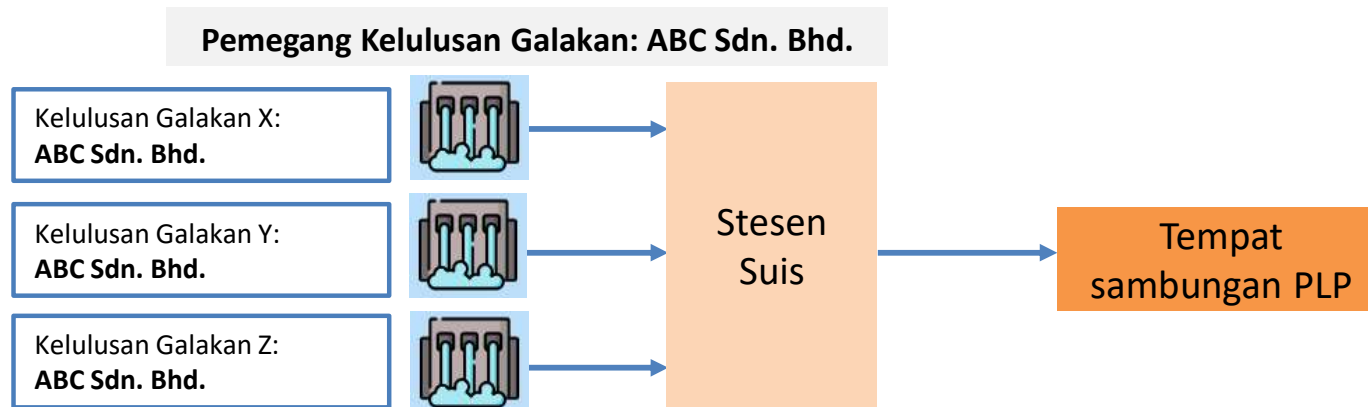 Pemegang Kelulusan Galakan: ABC Sdn. Bhd.
Kelulusan Galakan X:
ABC Sdn. Bhd.
Kelulusan Galakan Y:
ABC Sdn. Bhd.
Kelulusan Galakan Z:
ABC Sdn. Bhd.
Stesen
Suis
Tempat
sambungan PLP